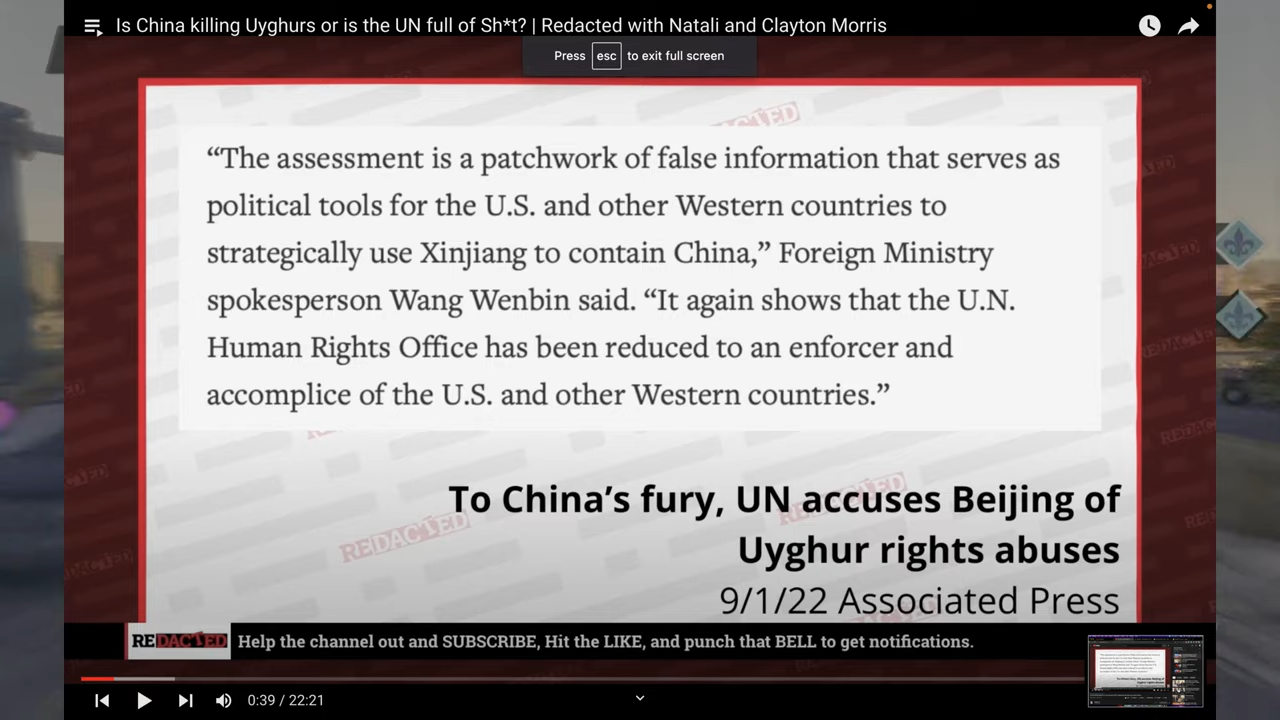 Is China killing Uyghurs or is the UN full of Sh*t? | Redacted with Natali and Clayton Morris
Press esc to exit full screen
“The assessment is a patchwork of false information that serves as
political tools for the U.S. and other Western countries to
strategically use Xinjiang to contain China,” Foreign Ministry
spokesperson Wang Wenbin said. “It again shows that the U.N.
Human Rights Office has been reduced to an enforcer and
accomplice of the U.S. and other Western countries.”
To China’s fury, UN accuses Beijing of
Uyghur rights abuses
9/1/22 Associated Press
REDACTED
REDACTED Help the channel out and SUBSCRIBE, Hit the LIKE, and punch that BELL to get notifications.
0:39 / 22:21